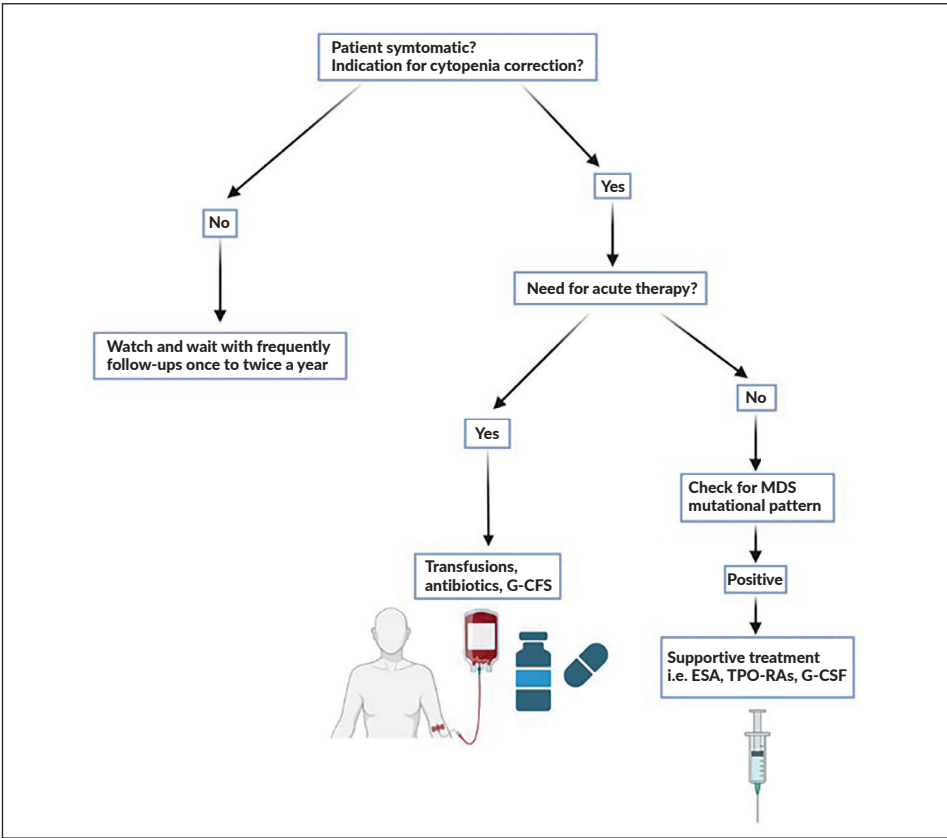 Patient symtomatic?
Indication for cytopenia correction?
Yes
No
Need for acute therapy?
Watch and wait with frequently
follow-ups once to twice a year
No
Yes
Check for MDS
mutational pattern
Transfusions,
antibiotics, G-CFS
Positive
Supportive treatment
i.e. ESA, TPO-RAs, G-CSF